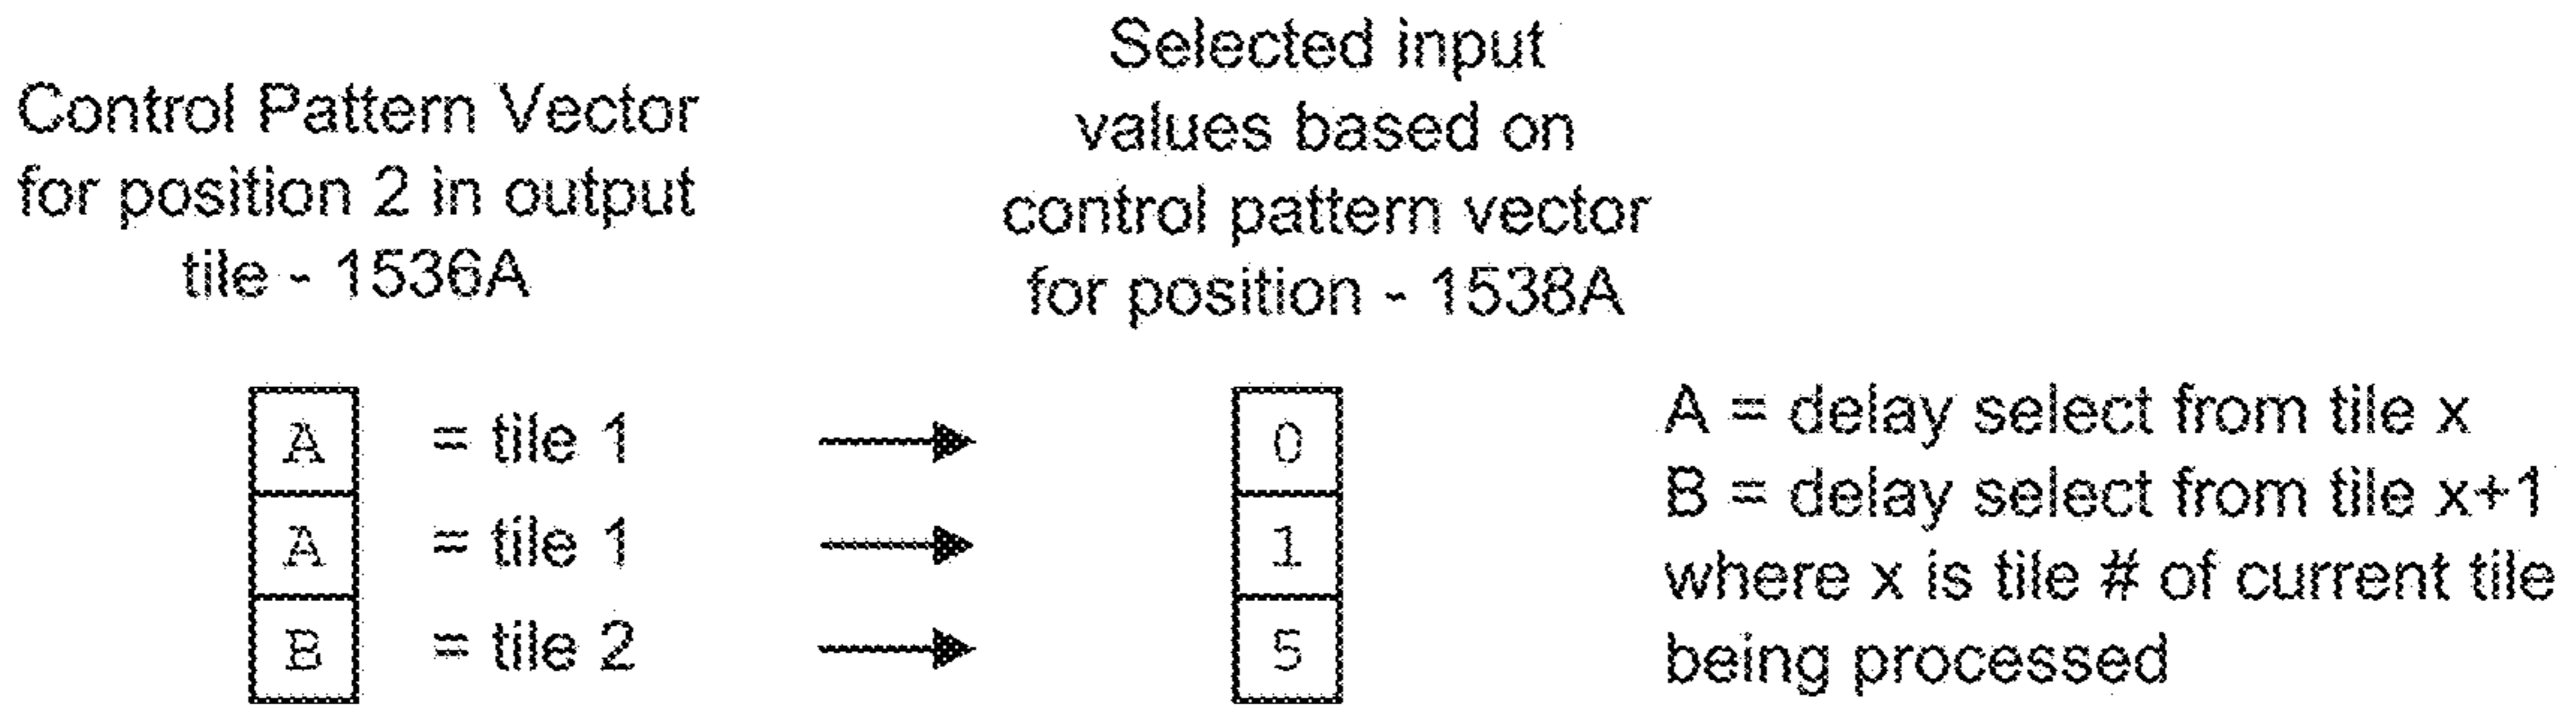 Control Pattern Vector
for position 2 in output
tile - 1536A
Selected input
values based on
control pattern vector
for position - 1538A
A = tile 1 → 0
A = tile 1 → 1
B = tile 2 → 5
A = delay select from tile x
B = delay select from tile x+1
where x is tile # of current tile
being processed